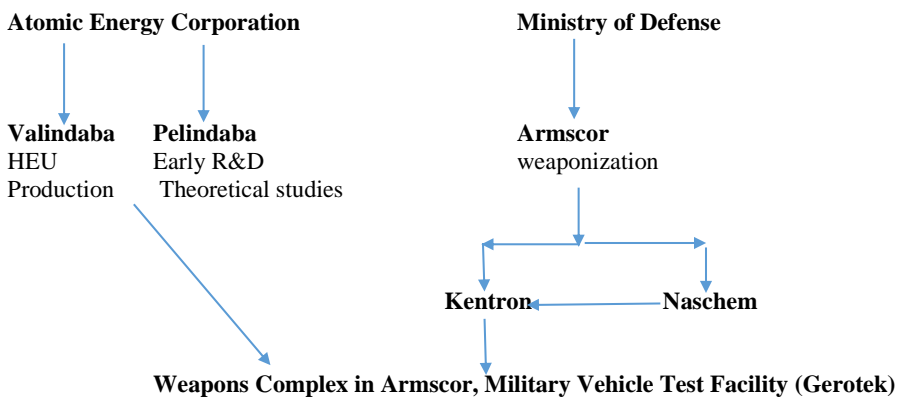 Atomic Energy Corporation Ministry of Defense
Valindaba Pelindaba Armscor
HEU Early R&D weaponization
Production Theoretical studies
Kentron Naschem
Weapons Complex in Armscor, Military Vehicle Test Facility (Gerotek)